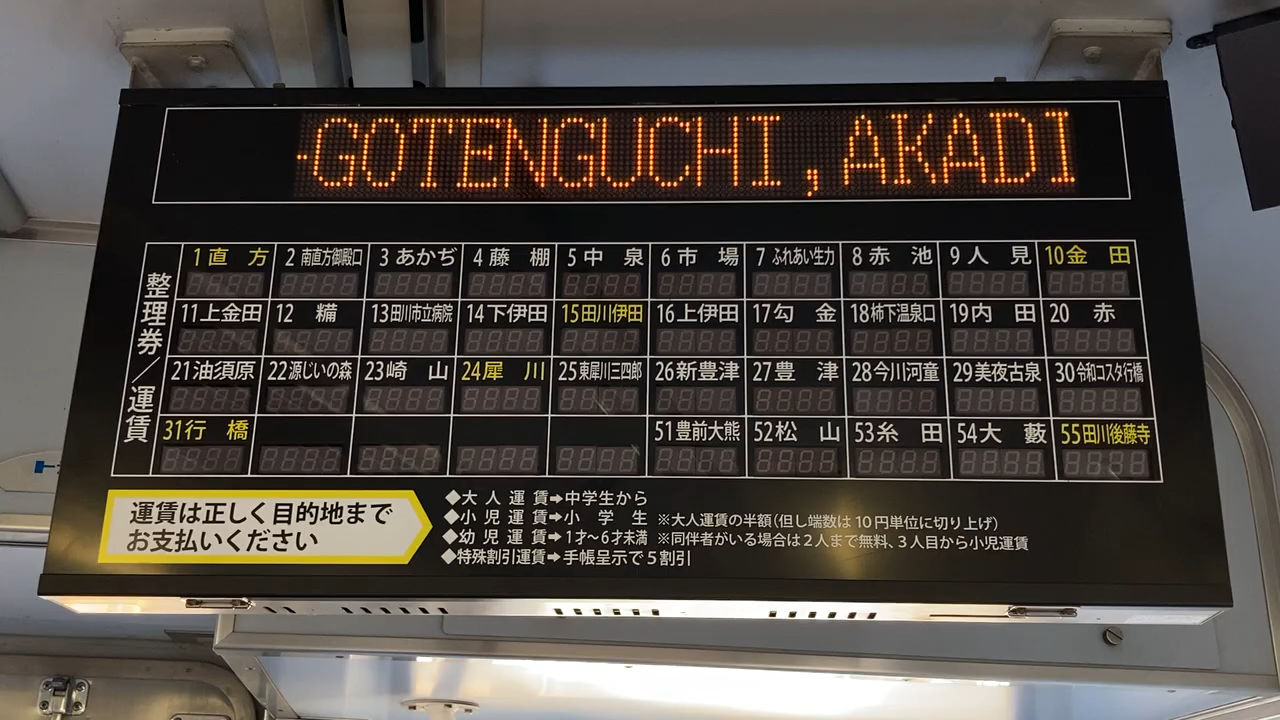 -GOTENGUCHI,AKADI
整理券/運賃
1直方 2南直方御殿口 3あかぢ 4藤棚 5中泉 6市場 7ふれあい生力 8赤池 9人見 10金田
11上金田 12糒 13田川市立病院 14下伊田 15田川伊田 16上伊田 17勾金 18柿下温泉口 19内田 20赤
21油須原 22源じいの森 23崎山 24犀川 25東犀川三四郎 26新豊津 27豊津 28今川河童 29美夜古泉 30令和コスタ行橋
31行橋 51豊前大熊 52松山 53糸田 54大藪 55田川後藤寺
運賃は正しく目的地まで
お支払いください
◆大人運賃➡中学生から
◆小児運賃➡小学生 ※大人運賃の半額(但し端数は10円単位に切り上げ)
◆幼児運賃➡1才～6才未満 ※同伴者がいる場合は2人まで無料、3人目から小児運賃
◆特殊割引運賃➡手帳呈示で5割引